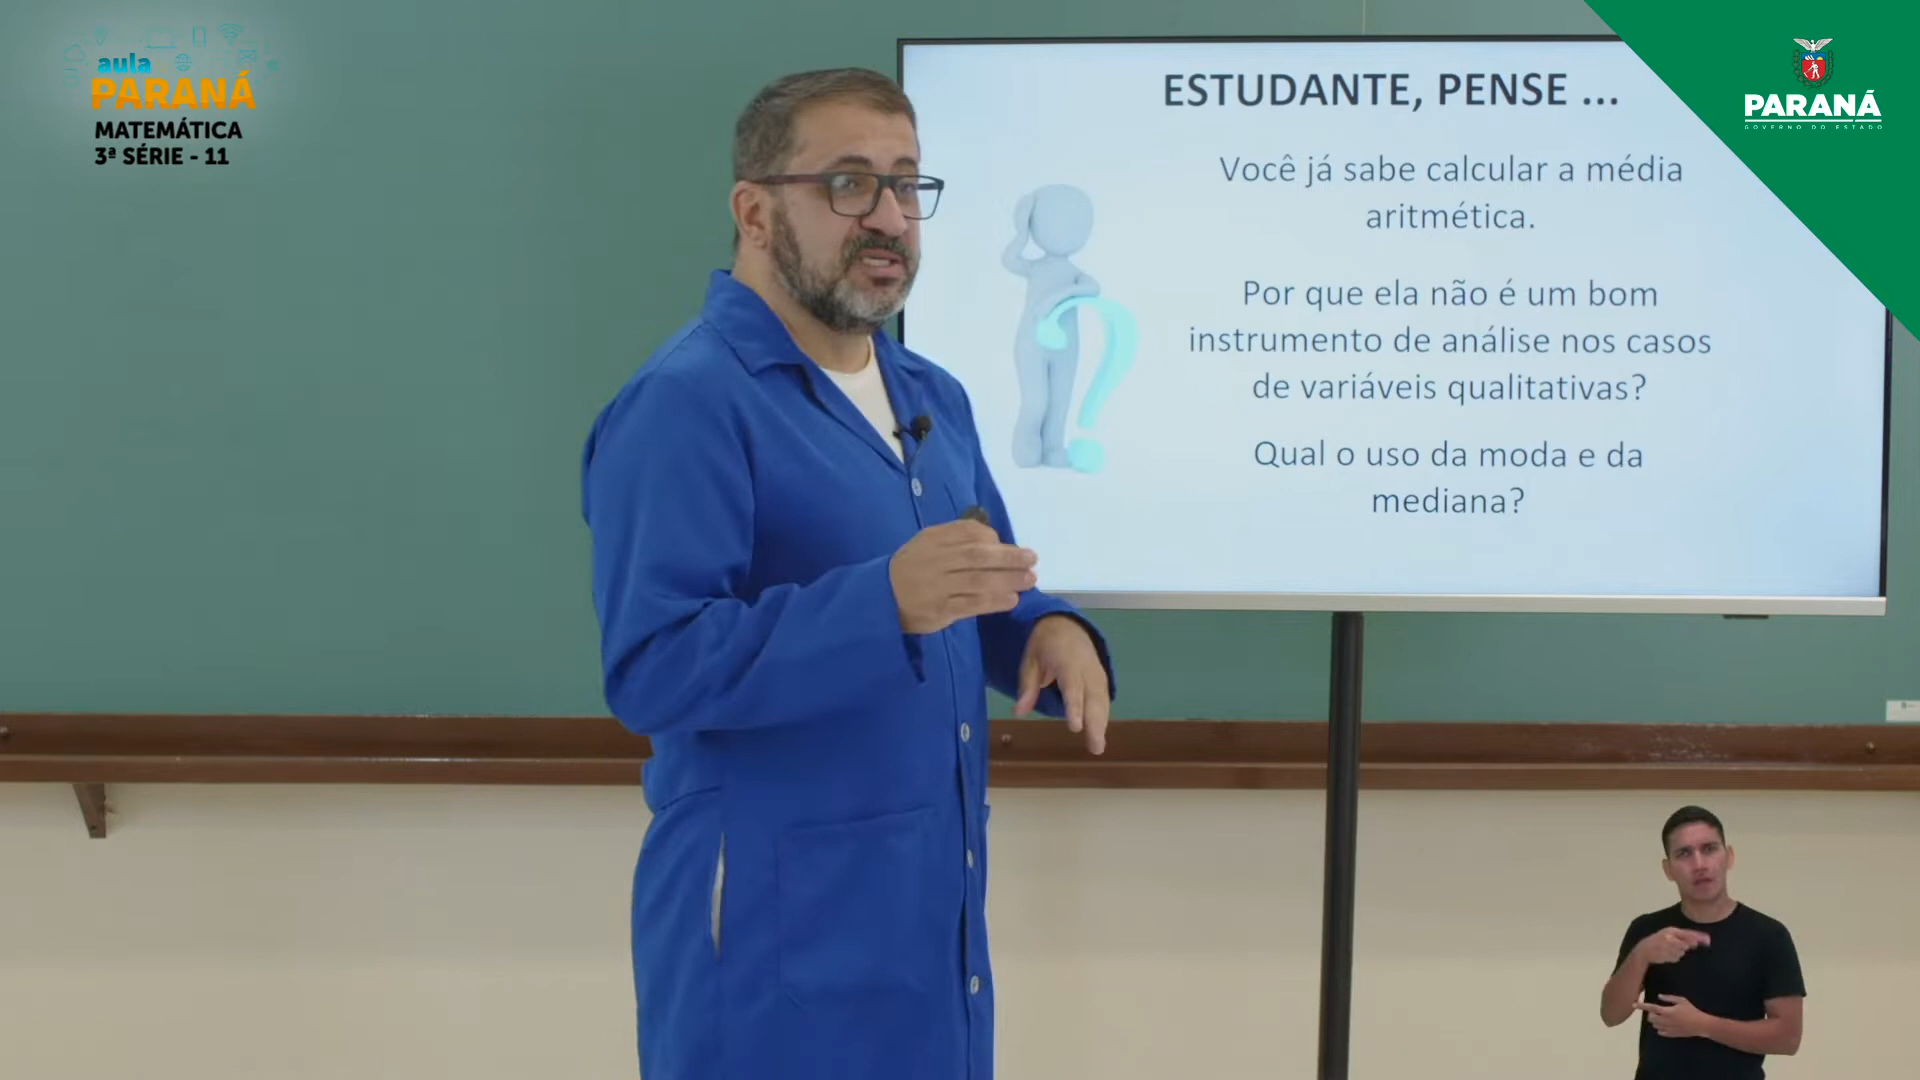 aula
PARANÁ
MATEMÁTICA
3ª SÉRIE - 11
ESTUDANTE, PENSE ...
Você já sabe calcular a média
aritmética.
Por que ela não é um bom
instrumento de análise nos casos
de variáveis qualitativas?
Qual o uso da moda e da
mediana?
PARANÁ
GOVERNO DO ESTADO